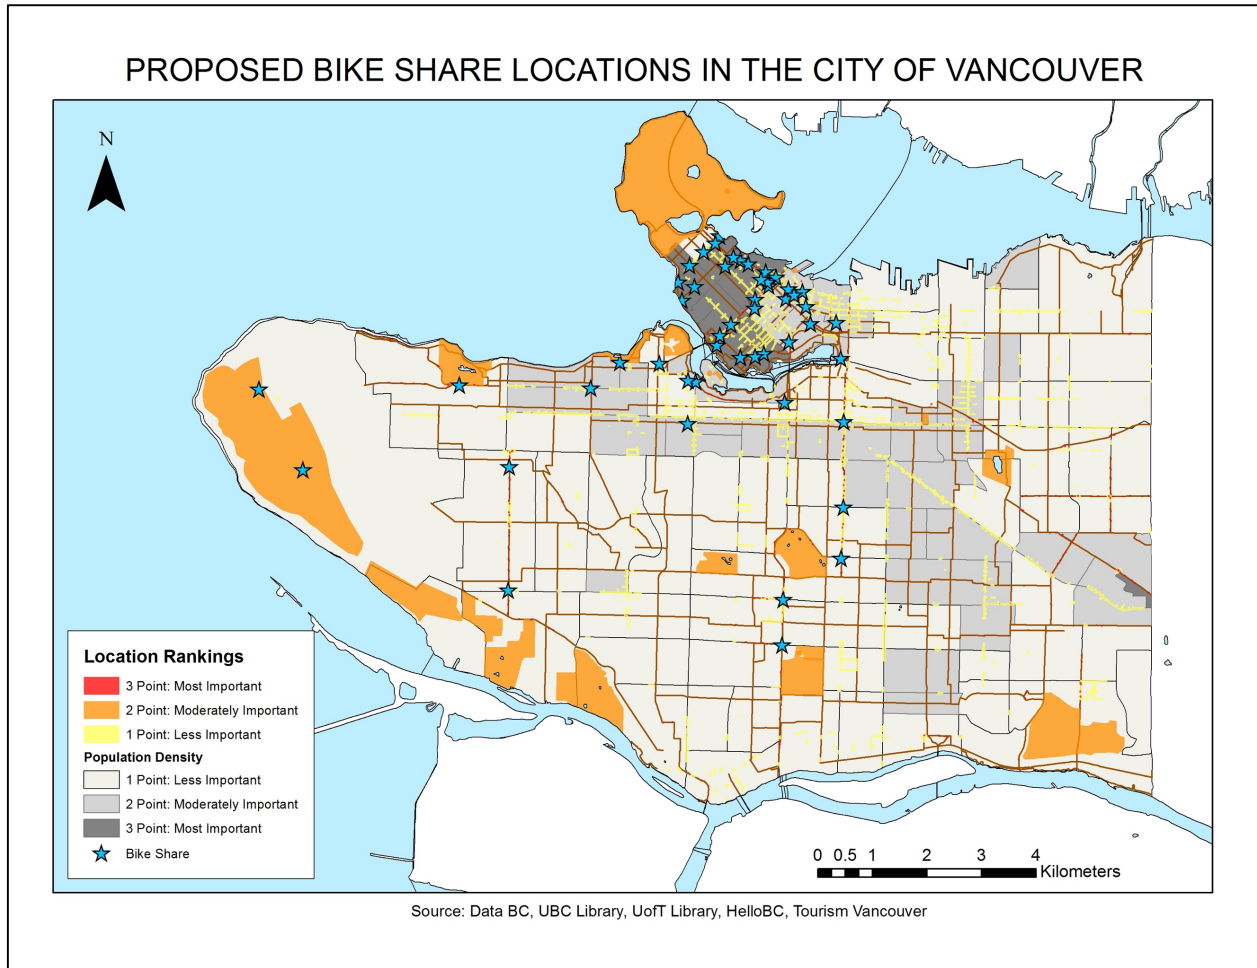 PROPOSED BIKE SHARE LOCATIONS IN THE CITY OF VANCOUVER
N
Location Rankings
3 Point: Most Important
2 Point: Moderately Important
1 Point: Less Important
Population Density
1 Point: Less Important
2 Point: Moderately Important
3 Point: Most Important
Bike Share
0 0.5 1 2 3 4
Kilometers
Source: Data BC, UBC Library, UofT Library, HelloBC, Tourism Vancouver